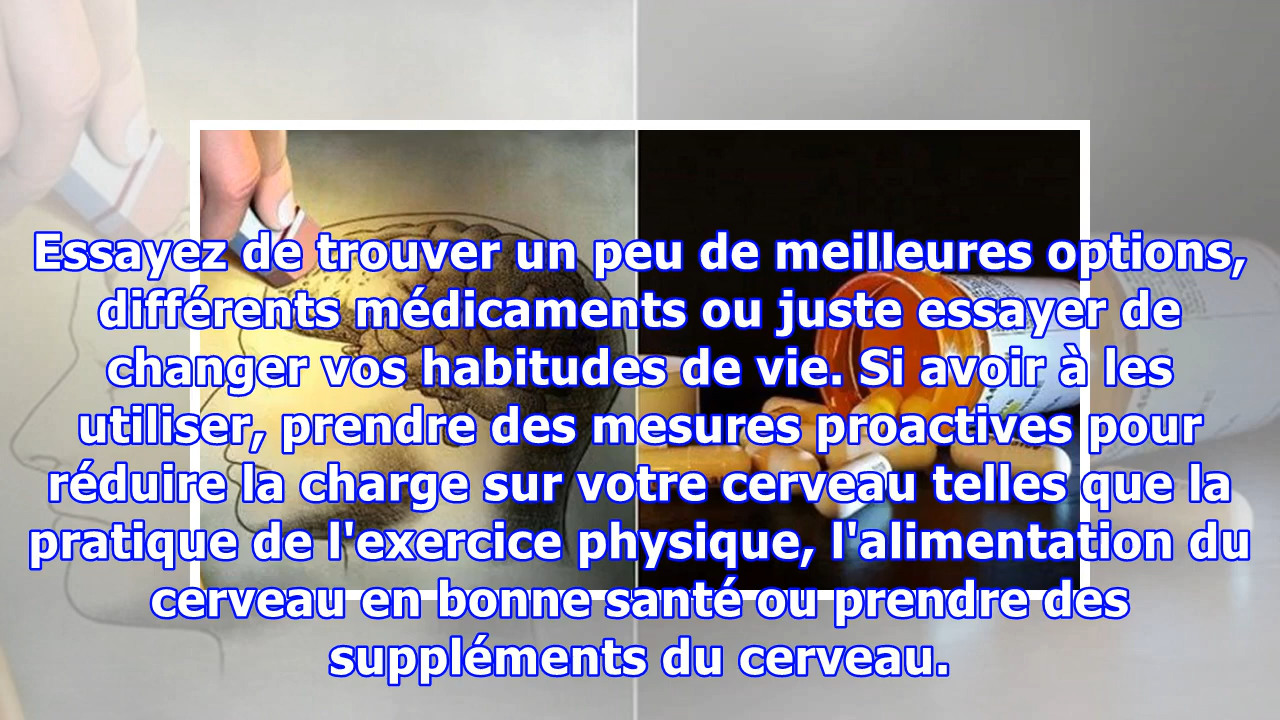 Essayez de trouver un peu de meilleures options,
différents médicaments ou juste essayer de
changer vos habitudes de vie. Si avoir à les
utiliser, prendre des mesures proactives pour
réduire la charge sur votre cerveau telles que la
pratique de l'exercice physique, l'alimentation du
cerveau en bonne santé ou prendre des
suppléments du cerveau.